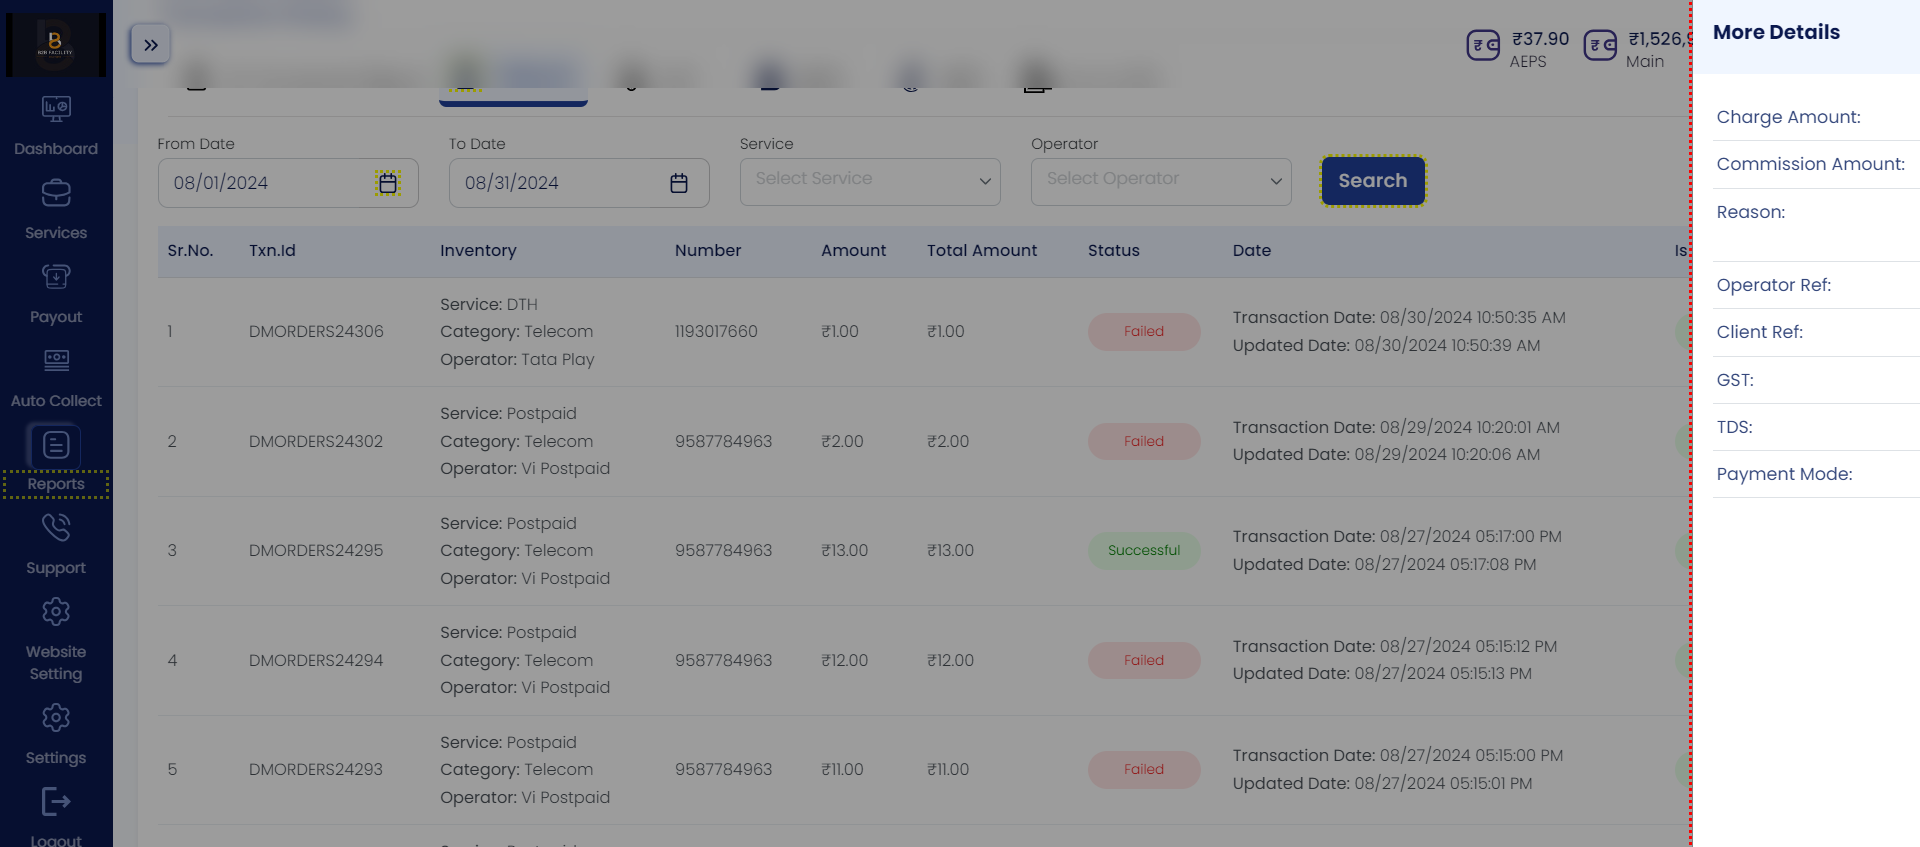 B2B FACILITY
Dashboard
Services
Payout
Auto Collect
Reports
Support
Website
Setting
Settings
Logout
₹37.90
AEPS
₹1,526,9
Main
From Date
08/01/2024
To Date
08/31/2024
Service
Select Service
Operator
Select Operator
Search
Sr.No. Txn.Id Inventory Number Amount Total Amount Status Date Is
1 DMORDERS24306 Service: DTH
Category: Telecom
Operator: Tata Play
1193017660 ₹1.00 ₹1.00 Failed
Transaction Date: 08/30/2024 10:50:35 AM
Updated Date: 08/30/2024 10:50:39 AM
2 DMORDERS24302 Service: Postpaid
Category: Telecom
Operator: Vi Postpaid
9587784963 ₹2.00 ₹2.00 Failed
Transaction Date: 08/29/2024 10:20:01 AM
Updated Date: 08/29/2024 10:20:06 AM
3 DMORDERS24295 Service: Postpaid
Category: Telecom
Operator: Vi Postpaid
9587784963 ₹13.00 ₹13.00 Successful
Transaction Date: 08/27/2024 05:17:00 PM
Updated Date: 08/27/2024 05:17:08 PM
4 DMORDERS24294 Service: Postpaid
Category: Telecom
Operator: Vi Postpaid
9587784963 ₹12.00 ₹12.00 Failed
Transaction Date: 08/27/2024 05:15:12 PM
Updated Date: 08/27/2024 05:15:13 PM
5 DMORDERS24293 Service: Postpaid
Category: Telecom
Operator: Vi Postpaid
9587784963 ₹11.00 ₹11.00 Failed
Transaction Date: 08/27/2024 05:15:00 PM
Updated Date: 08/27/2024 05:15:01 PM
More Details
Charge Amount:
Commission Amount:
Reason:
Operator Ref:
Client Ref:
GST:
TDS:
Payment Mode: